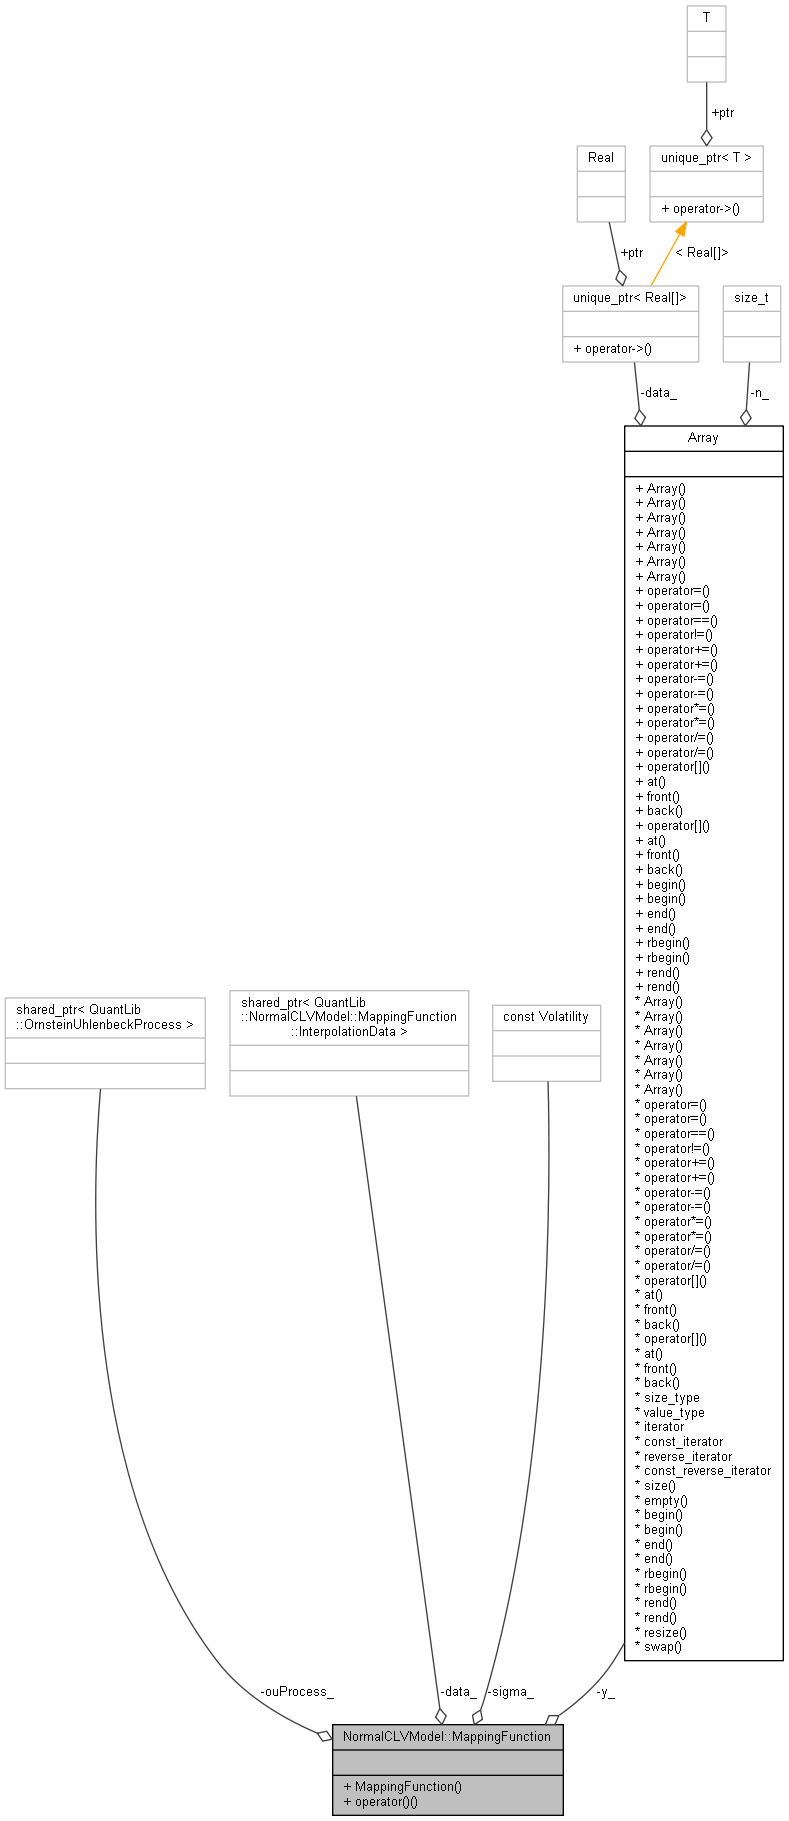 T
+ptr
Real
unique_ptr< T >
+ operator->()
+ptr
< Real[]>
unique_ptr< Real[]>
+ operator->()
size_t
-data_
-n_
Array
+ Array()
+ Array()
+ Array()
+ Array()
+ Array()
+ Array()
+ Array()
+ operator=()
+ operator=()
+ operator==()
+ operator!=()
+ operator+=()
+ operator+=()
+ operator-=()
+ operator-=()
+ operator*=()
+ operator*=()
+ operator/=()
+ operator/=()
+ operator[]()
+ at()
+ front()
+ back()
+ operator[]()
+ at()
+ front()
+ back()
+ begin()
+ begin()
+ end()
+ end()
+ rbegin()
+ rbegin()
+ rend()
+ rend()
* Array()
* Array()
* Array()
* Array()
* Array()
* Array()
* Array()
* operator=()
* operator=()
* operator==()
* operator!=()
* operator+=()
* operator+=()
* operator-=()
* operator-=()
* operator*=()
* operator*=()
* operator/=()
* operator/=()
* operator[]()
* at()
* front()
* back()
* operator[]()
* at()
* front()
* back()
* size_type
* value_type
* iterator
* const_iterator
* reverse_iterator
* const_reverse_iterator
* size()
* empty()
* begin()
* begin()
* end()
* end()
* rbegin()
* rbegin()
* rend()
* rend()
* resize()
* swap()
shared_ptr< QuantLib
::OrnsteinUhlenbeckProcess >
shared_ptr< QuantLib
::NormalCLVModel::MappingFunction
::InterpolationData >
const Volatility
-ouProcess_
-data_
-sigma_
-y_
NormalCLVModel::MappingFunction
+ MappingFunction()
+ operator()()